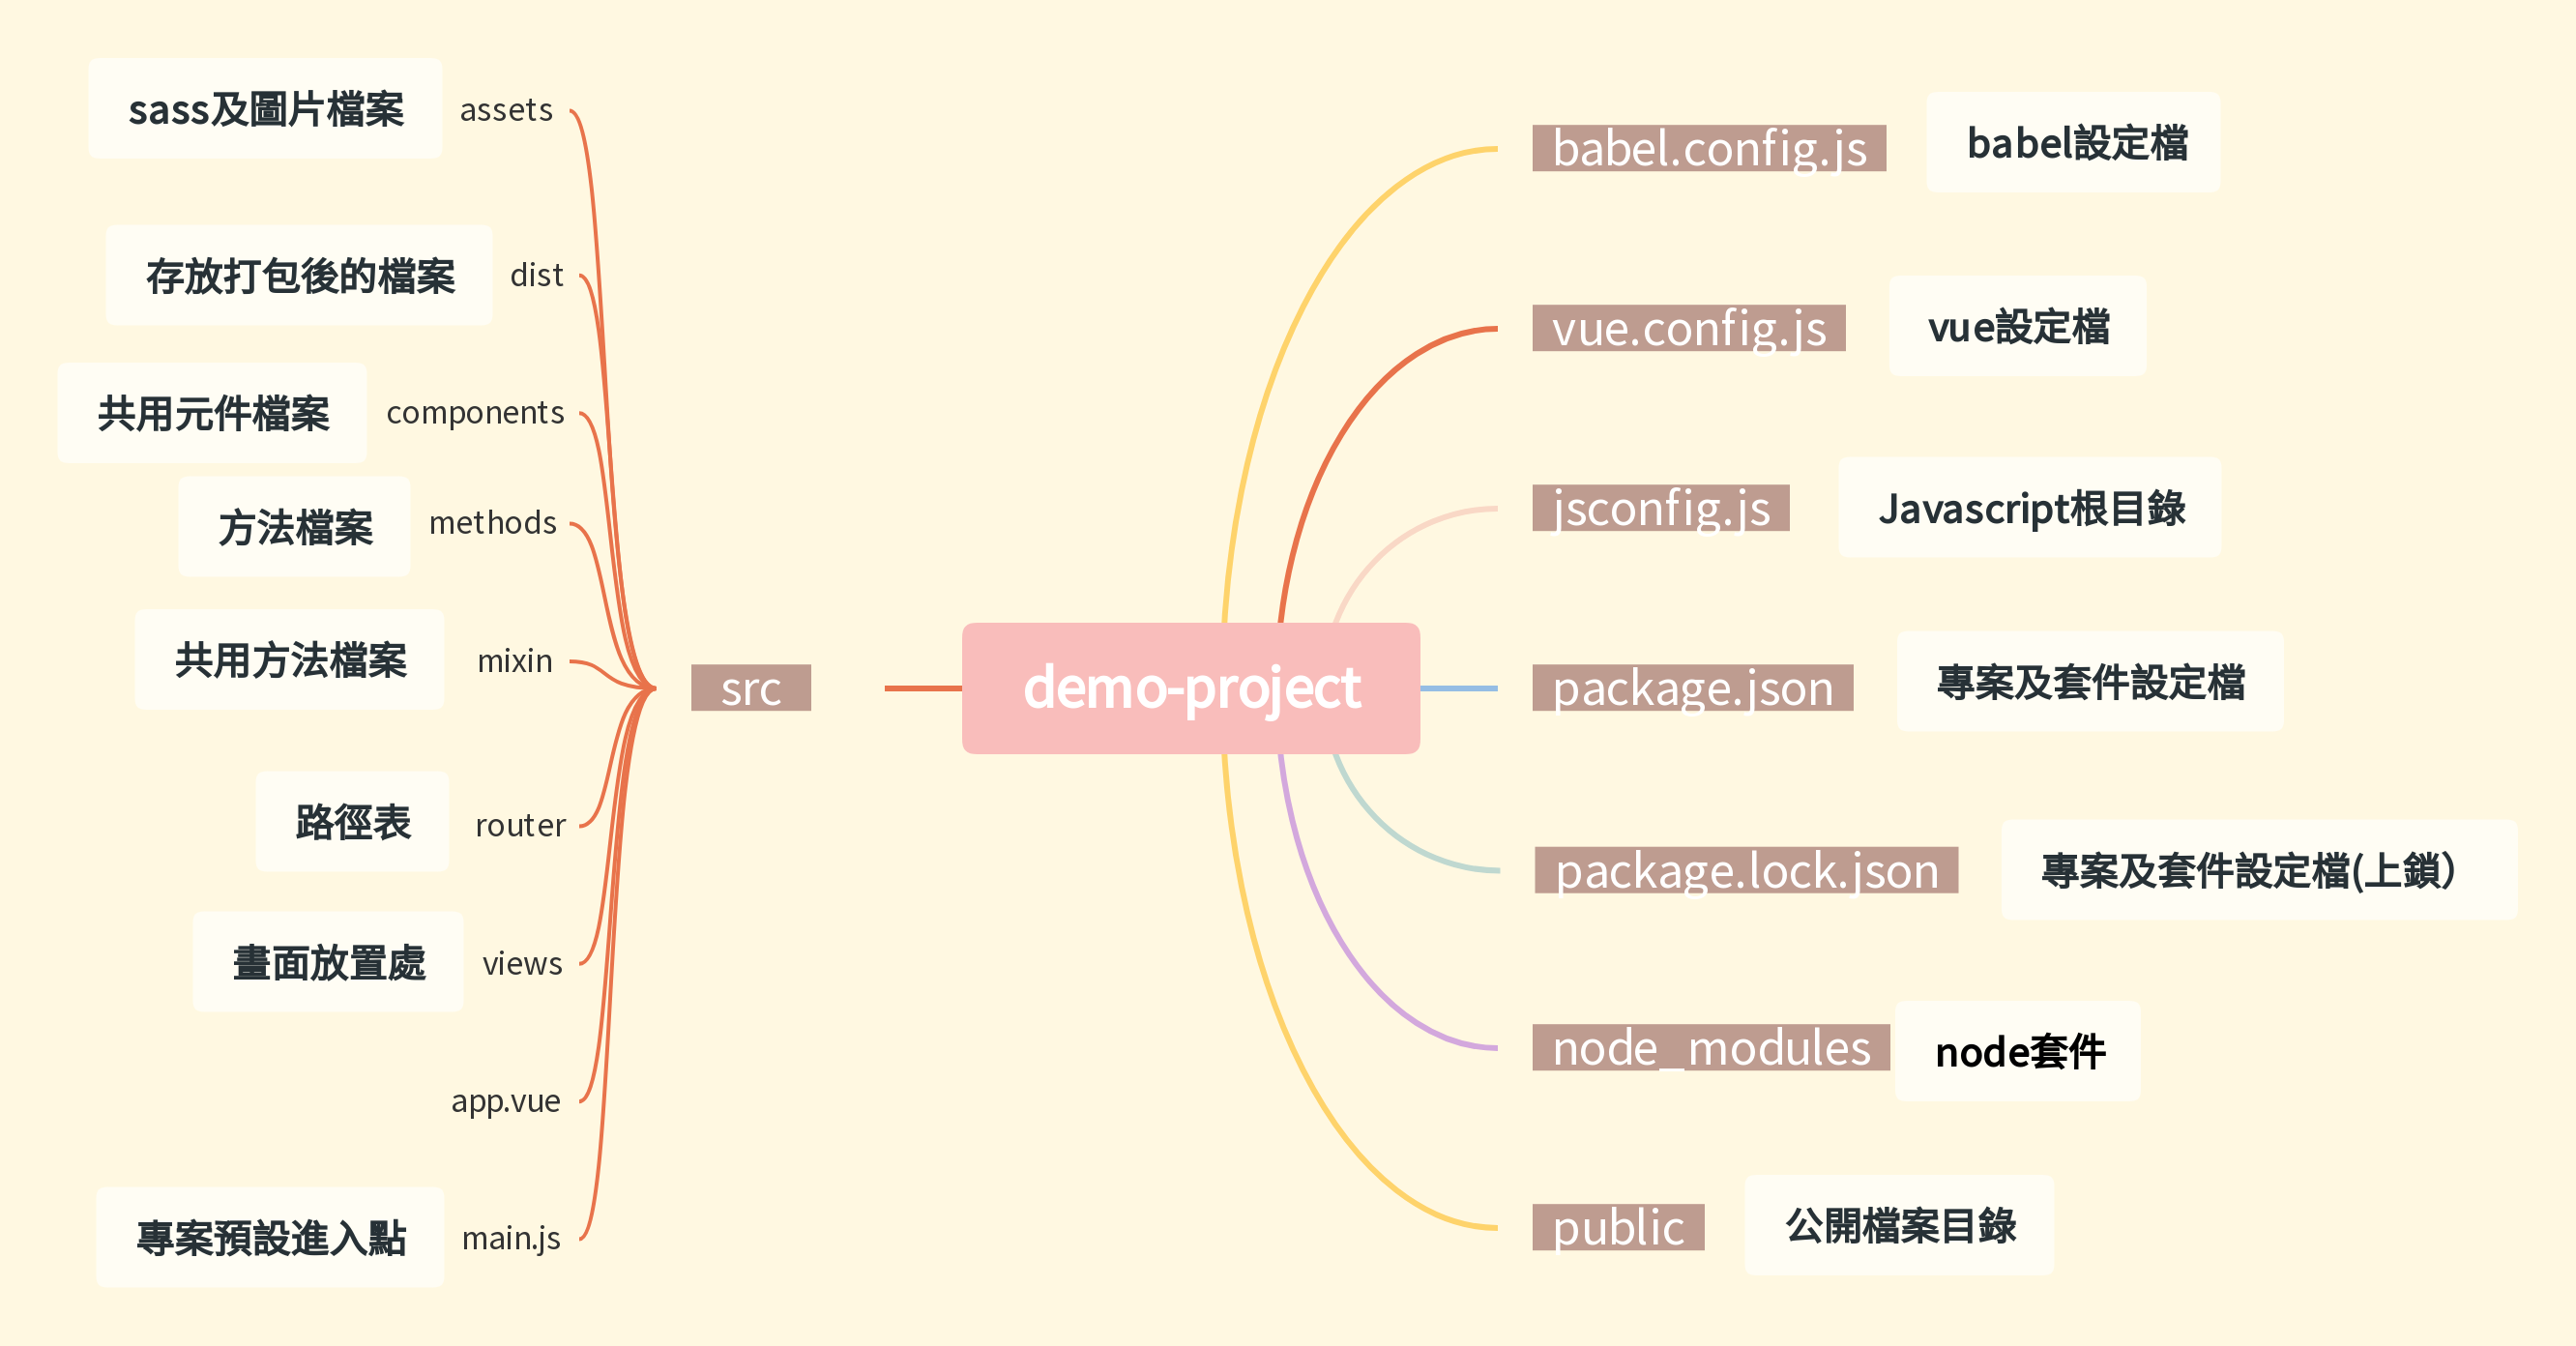 sass及圖片檔案 assets
存放打包後的檔案 dist
共用元件檔案 components
方法檔案 methods
共用方法檔案 mixin
路徑表 router
畫面放置處 views
app.vue
專案預設進入點 main.js
src
demo-project
babel.config.js babel設定檔
vue.config.js vue設定檔
jsconfig.js Javascript根目錄
package.json 專案及套件設定檔
package.lock.json 專案及套件設定檔(上鎖）
node_modules node套件
public 公開檔案目錄